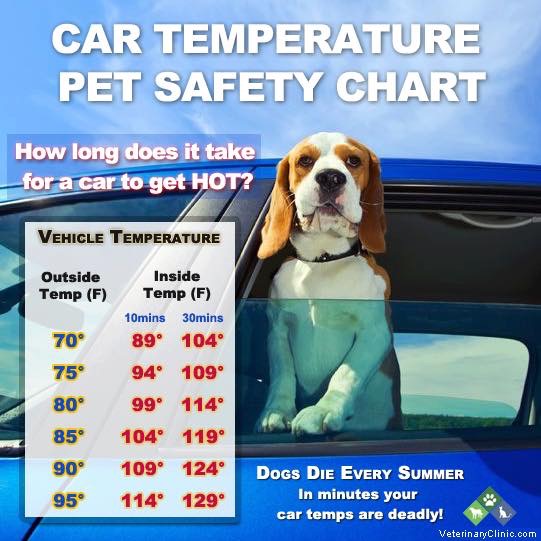 CAR TEMPERATURE
PET SAFETY CHART
How long does it take
for a car to get HOT?
VEHICLE TEMPERATURE
Outside Inside
Temp (F) Temp (F)
10mins 30mins
70° 89° 104°
75° 94° 109°
80° 99° 114°
85° 104° 119°
90° 109° 124°
95° 114° 129°
DOGS DIE EVERY SUMMER
In minutes your
car temps are deadly!
VeterinaryClinic.com